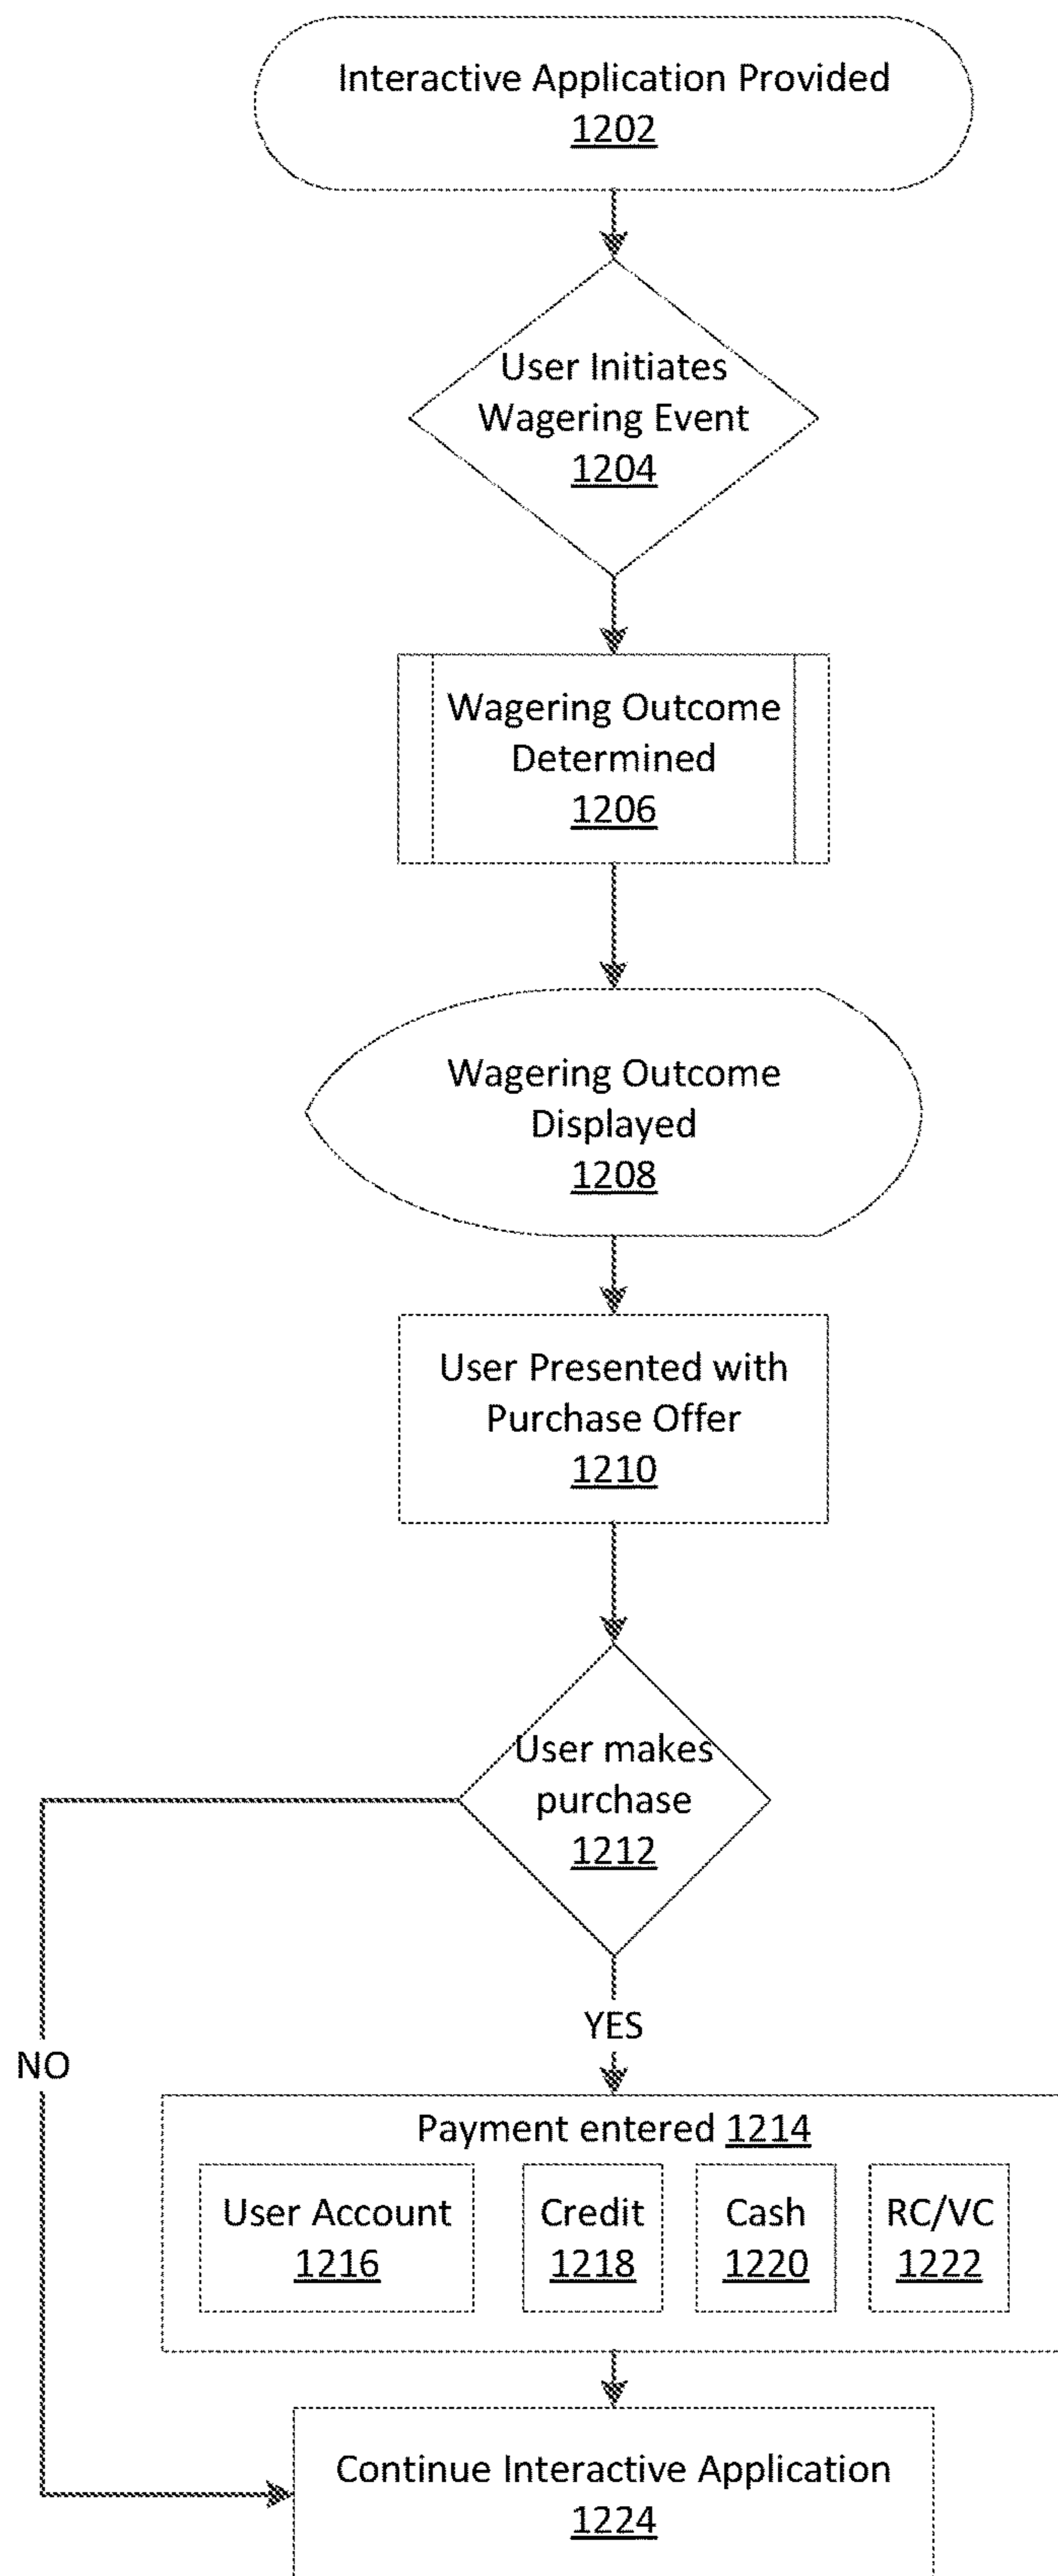 Interactive Application Provided
1202
User Initiates
Wagering Event
1204
Wagering Outcome
Determined
1206
Wagering Outcome
Displayed
1208
User Presented with
Purchase Offer
1210
User makes
purchase
1212
YES
NO
Payment entered 1214
User Account
1216
Credit
1218
Cash
1220
RC/VC
1222
Continue Interactive Application
1224